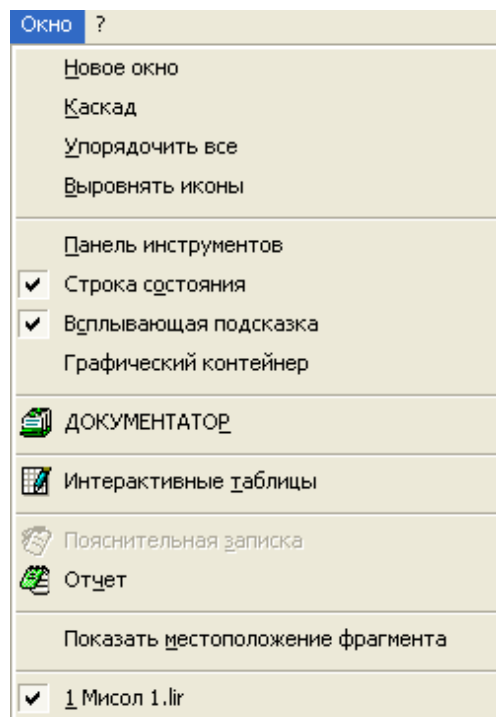 Окно ?
Новое окно
Каскад
Упорядочить все
Выровнять иконы
Панель инструментов
Строка состояния
Всплывающая подсказка
Графический контейнер
ДОКУМЕНТАТОР
Интерактивные таблицы
Пояснительная записка
Отчет
Показать местоположение фрагмента
1 Мисол 1.lir